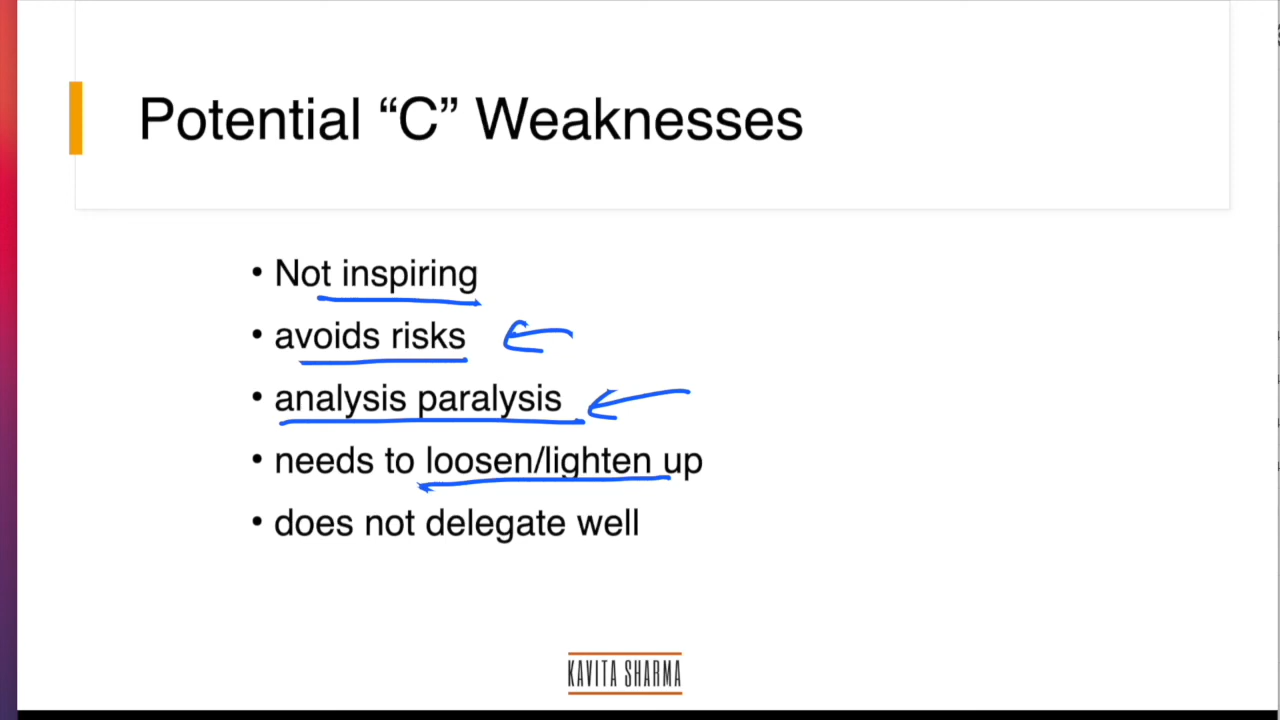 Potential “C” Weaknesses
• Not inspiring
• avoids risks
• analysis paralysis
• needs to loosen/lighten up
• does not delegate well
KAVITA SHARMA